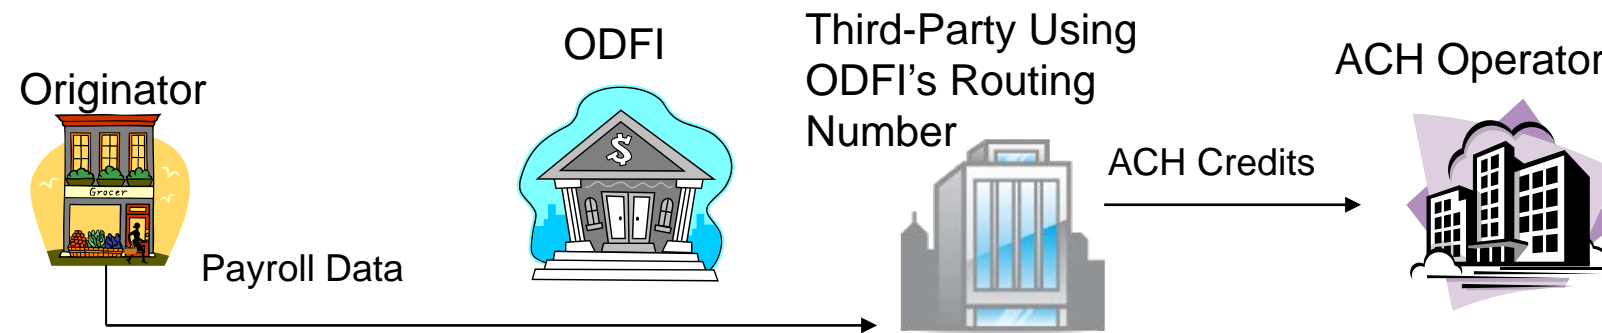 Originator
Grocer
Payroll Data
ODFI
$
Third-Party Using
ODFI's Routing
Number
ACH Credits
ACH Operator